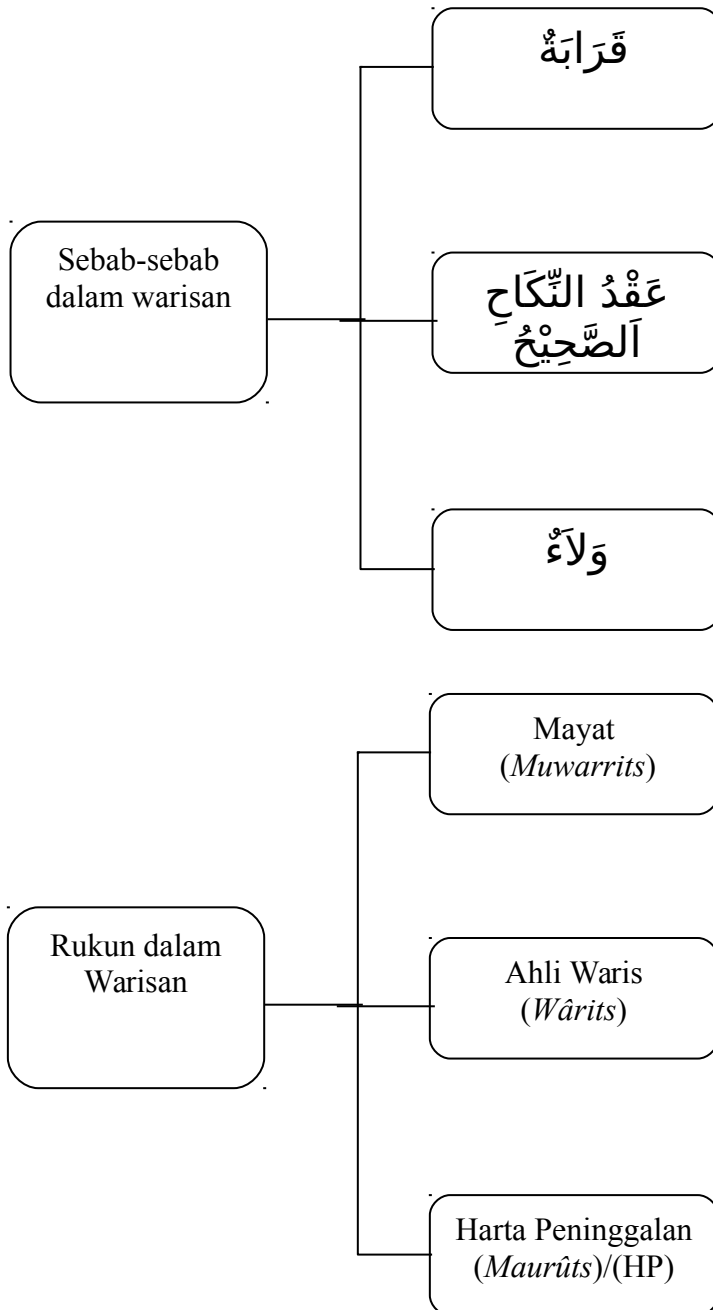 قَرَابَةٌ
Sebab-sebab
dalam warisan
عَقْدُ النِّكَاحِ
اَلصَّحِيْحُ
وَلاَءٌ
Mayat
(Muwarrits)
Rukun dalam
Warisan
Ahli Waris
(Wârits)
Harta Peninggalan
(Maurûts)/(HP)